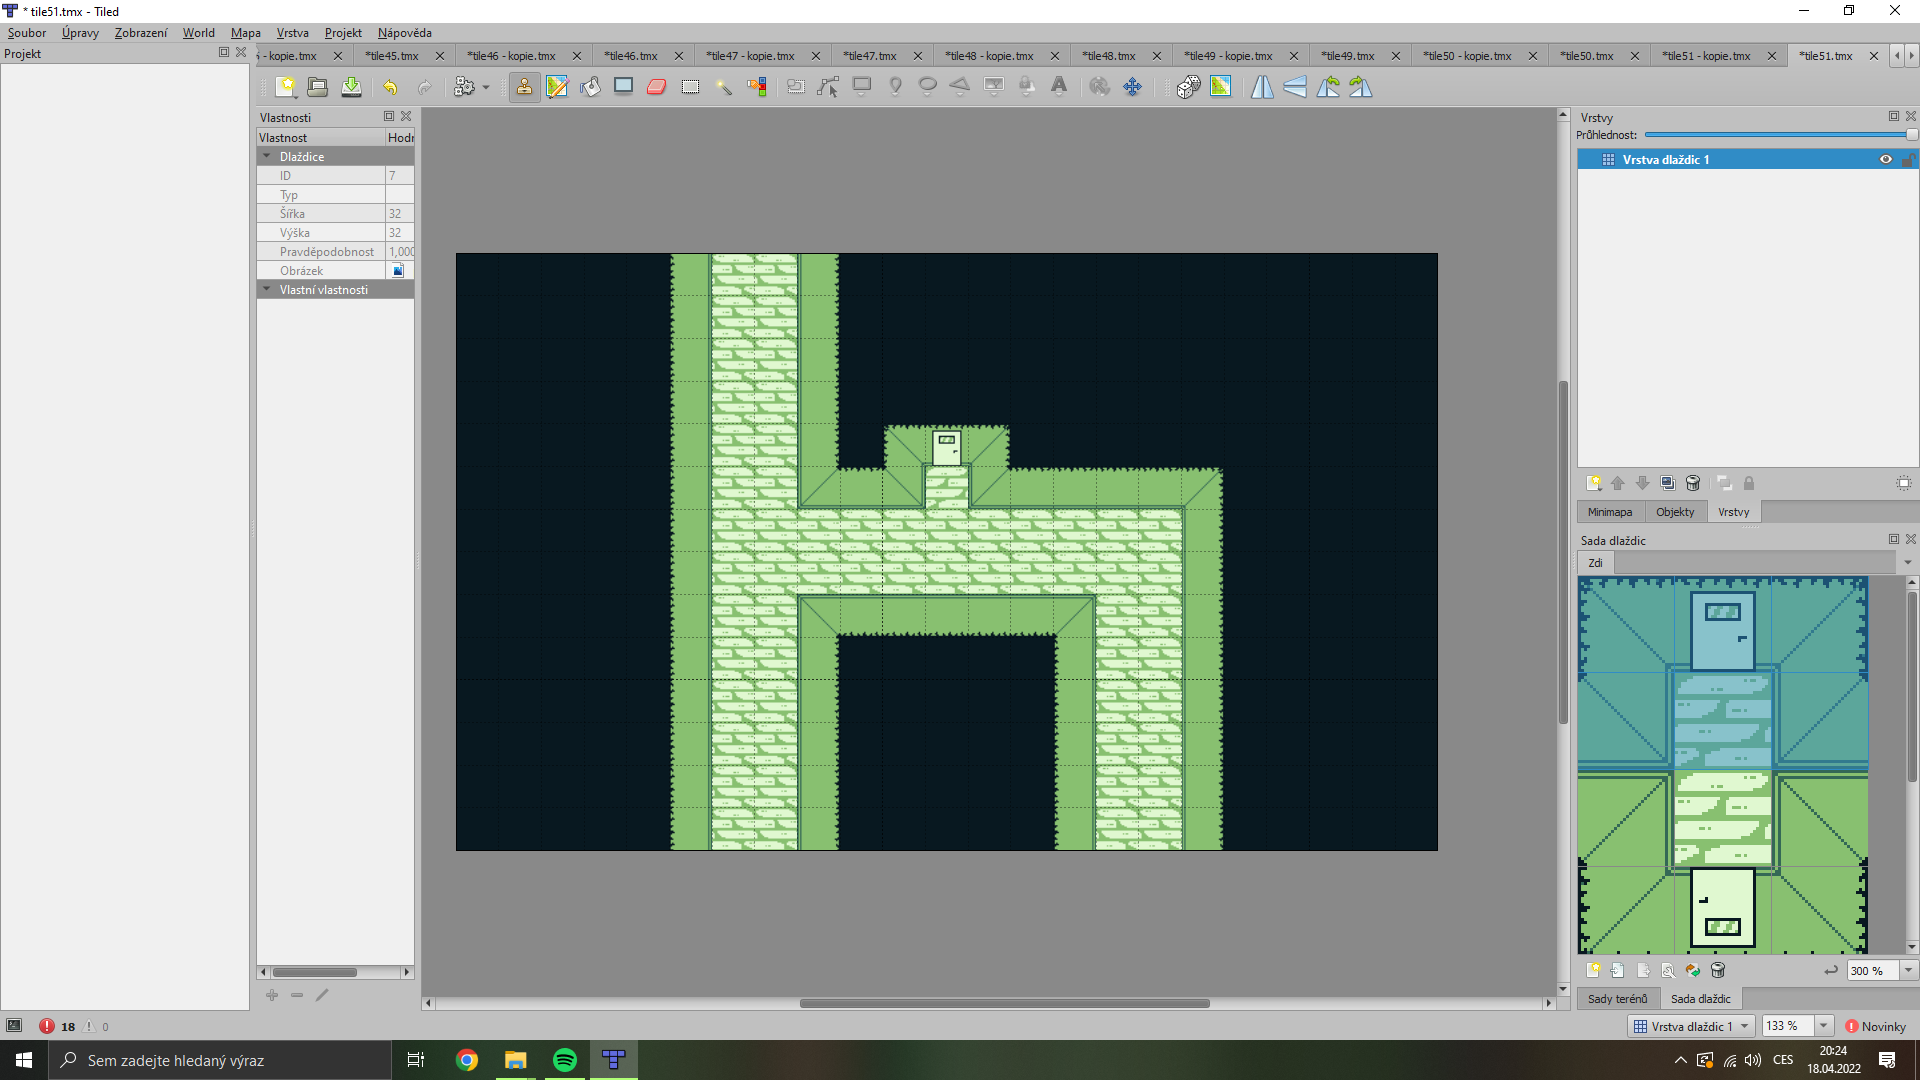 * tile51.tmx - Tiled
Soubor Úpravy Zobrazení World Mapa Vrstva Projekt Nápověda
Projekt
- kopie.tmx *tile45.tmx *tile46 - kopie.tmx *tile46.tmx *tile47 - kopie.tmx *tile47.tmx *tile48 - kopie.tmx *tile48.tmx *tile49 - kopie.tmx *tile49.tmx *tile50 - kopie.tmx *tile50.tmx *tile51 - kopie.tmx *tile51.tmx
Vlastnosti
Vlastnost Hodn
Dlaždice
ID 7
Typ
Šířka 32
Výška 32
Pravděpodobnost 1,000
Obrázek
Vlastní vlastnosti
Vrstvy
Průhlednost:
Vrstva dlaždic 1
Minimapa Objekty Vrstvy
Sada dlaždic
Zdi
300 %
Sady terénů Sada dlaždic
18 0
Vrstva dlaždic 1 133 % Novinky
Sem zadejte hledaný výraz
CES
20:24
18.04.2022